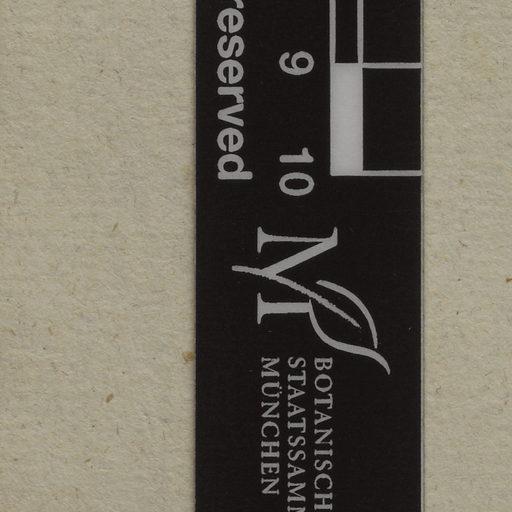 reserved
9 10
M
BOTANISCH
STAATSSAMM
MÜNCHEN